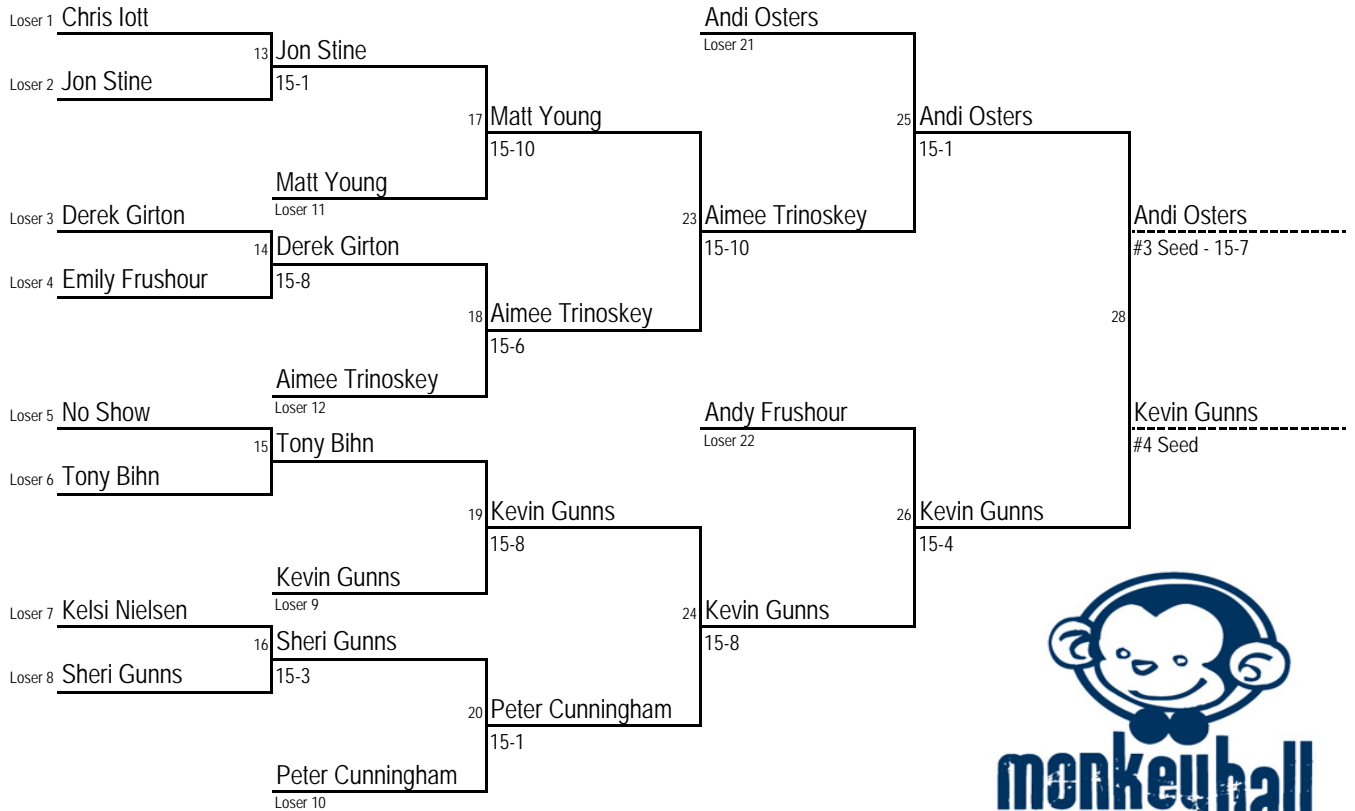 Loser 1 Chris Iott
13 Jon Stine
15-1
Loser 2 Jon Stine
17 Matt Young
15-10
Matt Young
Loser 11
Loser 3 Derek Girton
14 Derek Girton
15-8
Loser 4 Emily Frushour
18 Aimee Trinoskey
15-6
Aimee Trinoskey
Loser 12
Loser 5 No Show
15 Tony Bihn
Loser 6 Tony Bihn
19 Kevin Gunns
15-8
Kevin Gunns
Loser 9
Loser 7 Kelsi Nielsen
16 Sheri Gunns
15-3
Loser 8 Sheri Gunns
20 Peter Cunningham
15-1
Peter Cunningham
Loser 10
Andi Osters
Loser 21
25 Andi Osters
15-1
23 Aimee Trinoskey
15-10
Andy Frushour
Loser 22
26 Kevin Gunns
15-4
24 Kevin Gunns
15-8
Andi Osters
#3 Seed - 15-7
28
Kevin Gunns
#4 Seed
monkeyball